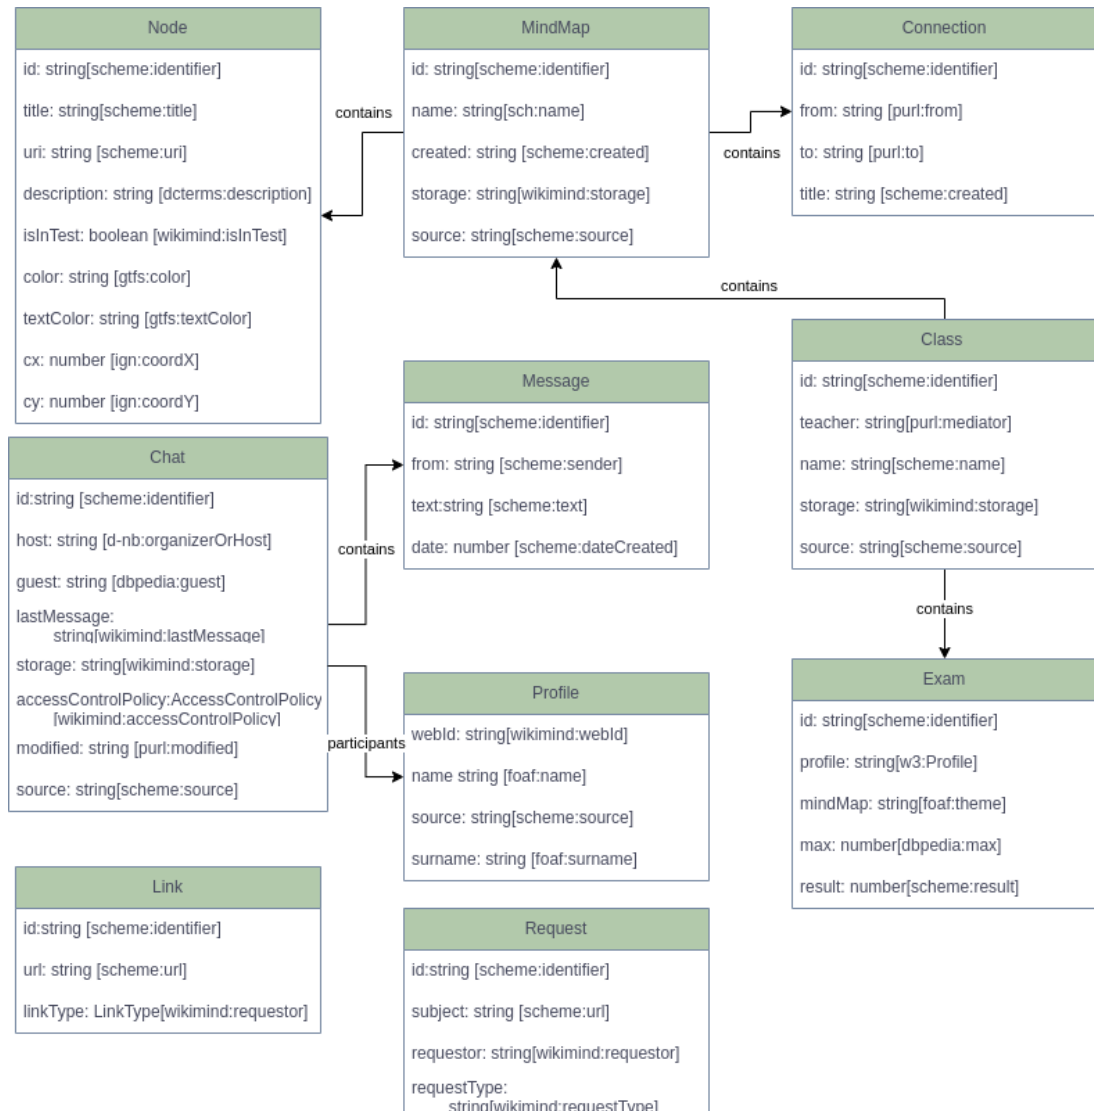 Node
id: string[scheme:identifier]
title: string[scheme:title]
uri: string [scheme:uri]
description: string [dcterms:description]
isInTest: boolean [wikimind:isInTest]
color: string [gtfs:color]
textColor: string [gtfs:textColor]
cx: number [ign:coordX]
cy: number [ign:coordY]
contains
MindMap
id: string[scheme:identifier]
name: string[sch:name]
created: string [scheme:created]
storage: string[wikimind:storage]
source: string[scheme:source]
contains
Connection
id: string[scheme:identifier]
from: string [purl:from]
to: string [purl:to]
title: string [scheme:created]
contains
Class
id: string[scheme:identifier]
teacher: string[purl:mediator]
name: string[scheme:name]
storage: string[wikimind:storage]
source: string[scheme:source]
contains
Message
id: string[scheme:identifier]
from: string [scheme:sender]
text:string [scheme:text]
date: number [scheme:dateCreated]
Chat
id:string [scheme:identifier]
host: string [d-nb:organizerOrHost]
guest: string [dbpedia:guest]
lastMessage:
string[wikimind:lastMessage]
storage: string[wikimind:storage]
accessControlPolicy:AccessControlPolicy
[wikimind:accessControlPolicy]
modified: string [purl:modified]
source: string[scheme:source]
contains
participants
Profile
webId: string[wikimind:webId]
name string [foaf:name]
source: string[scheme:source]
surname: string [foaf:surname]
Exam
id: string[scheme:identifier]
profile: string[w3:Profile]
mindMap: string[foaf:theme]
max: number[dbpedia:max]
result: number[scheme:result]
Link
id:string [scheme:identifier]
url: string [scheme:url]
linkType: LinkType[wikimind:requestor]
Request
id:string [scheme:identifier]
subject: string [scheme:url]
requestor: string[wikimind:requestor]
requestType:
string[wikimind:requestType]